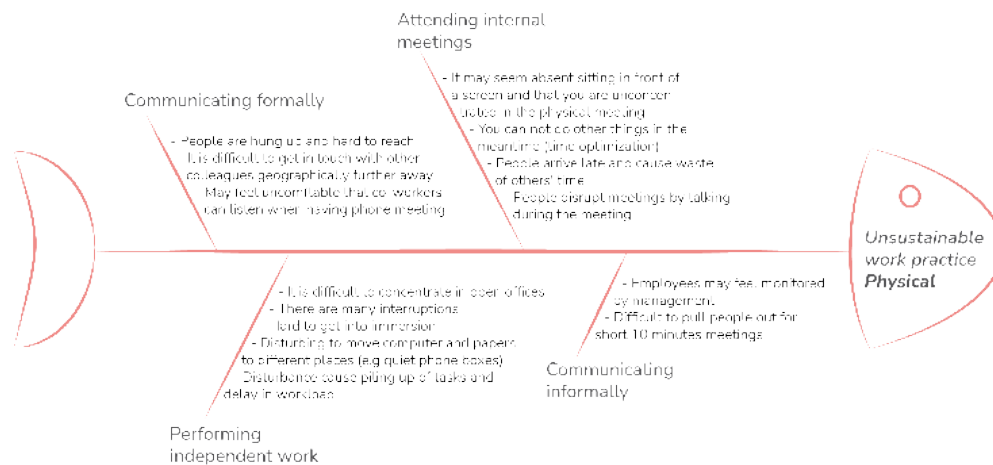 Attending internal
meetings
- It may seem absent sitting in front of
a screen and that you are unconcen
trated in the physical meeting
- You can not do other things in the
meantime (time optimization)
- People arrive late and cause waste
of others' time
People disrupt meetings by talking
during the meeting
Communicating formally
- People are hung up and hard to reach
It is difficult to get in touch with other
colleagues geographically further away
May feel uncomfortable that co-workers
can listen when having phone meeting
Unsustainable
work practice
Physical
- It is difficult to concentrate in open offices
- There are many interruptions
Hard to get into immersion
- Disturbing to move computer and papers
to different places (e.g quiet phone boxes)
Disturbance cause piling up of tasks and
delay in workload
Performing
independent work
- Employees may feel monitored
by management
- Difficult to pull people out for
short 10 minutes meetings
Communicating
informally